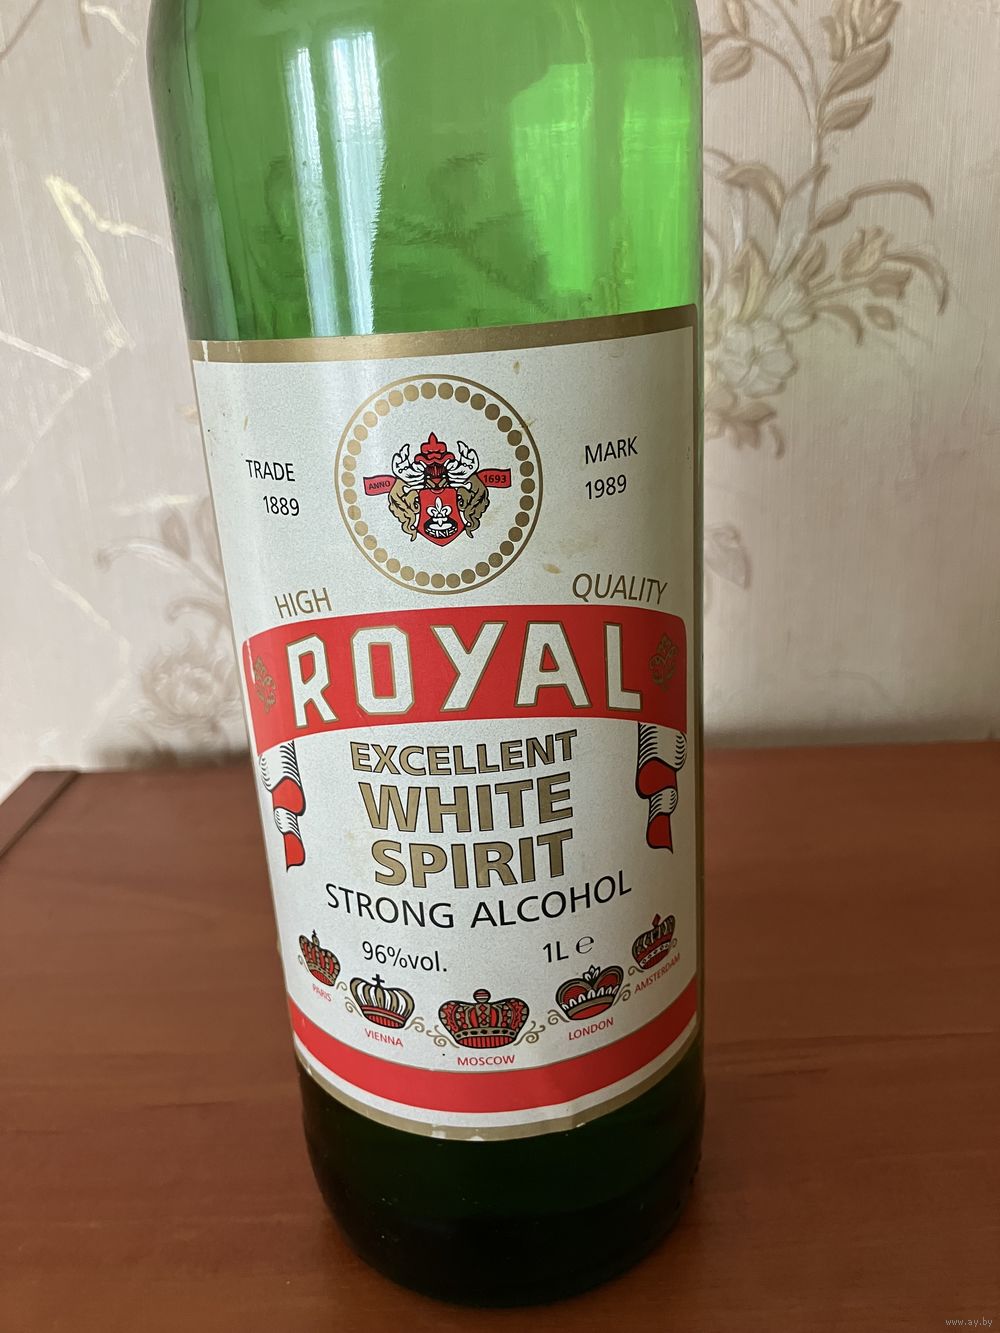 TRADE MARK
1889 1989
ANNO 1693
HIGH QUALITY
ROYAL
EXCELLENT
WHITE
SPIRIT
STRONG ALCOHOL
96%vol. 1L ℮
PARIS
VIENNA
MOSCOW
LONDON
AMSTERDAM
www.ay.by